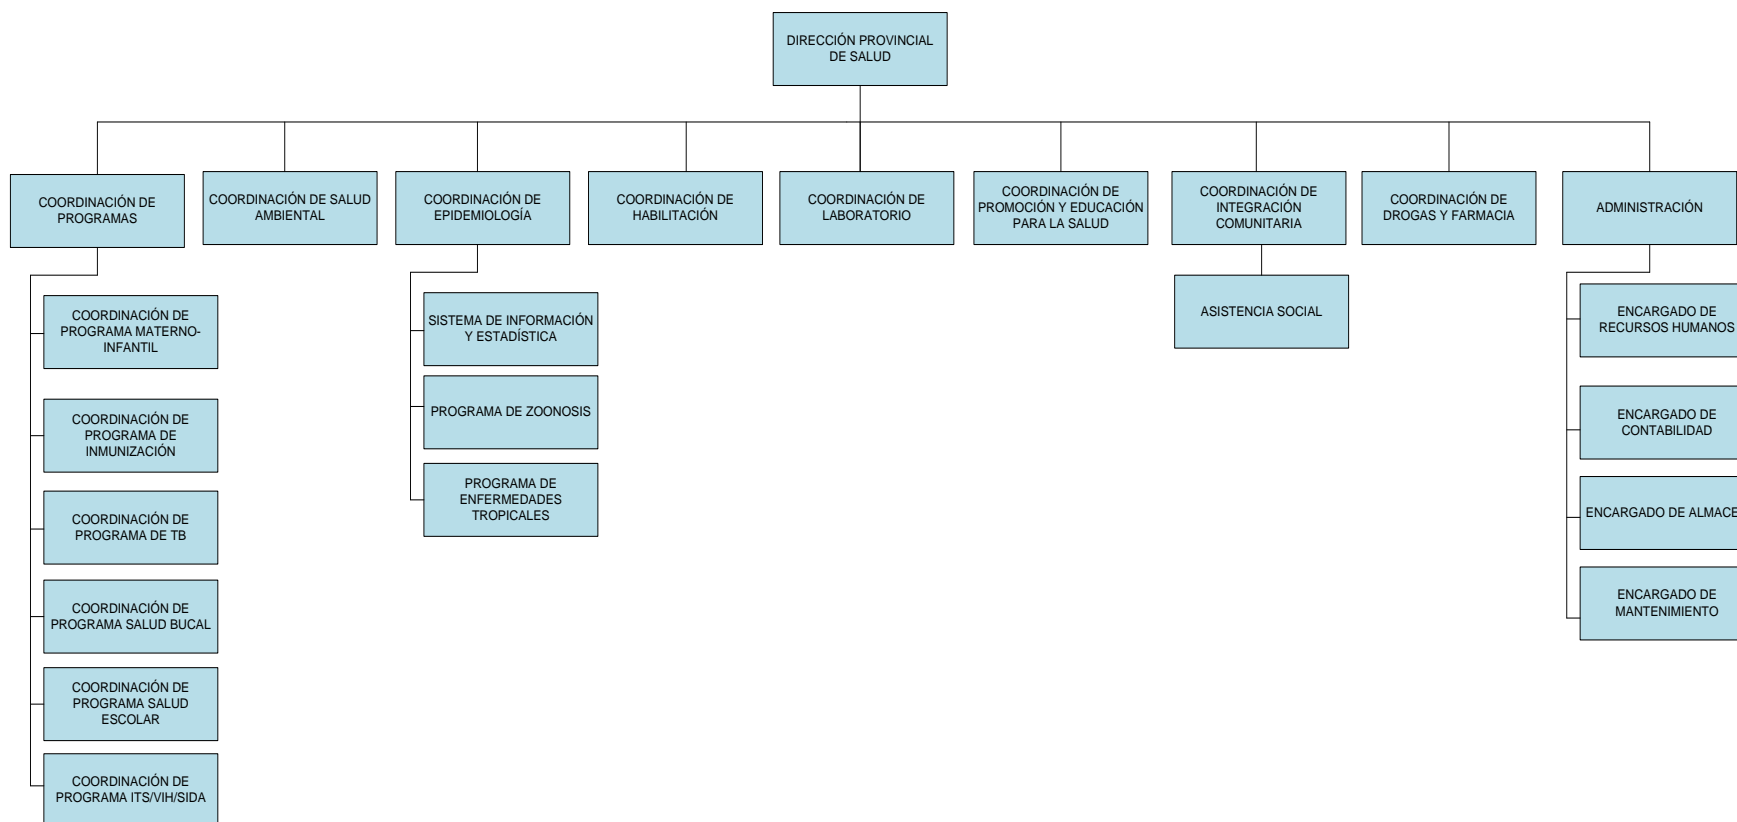 DIRECCIÓN PROVINCIAL
DE SALUD
COORDINACIÓN DE
PROGRAMAS
COORDINACIÓN DE SALUD
AMBIENTAL
COORDINACIÓN DE
EPIDEMIOLOGÍA
COORDINACIÓN DE
HABILITACIÓN
COORDINACIÓN DE
LABORATORIO
COORDINACIÓN DE
PROMOCIÓN Y EDUCACIÓN
PARA LA SALUD
COORDINACIÓN DE
INTEGRACIÓN
COMUNITARIA
COORDINACIÓN DE
DROGAS Y FARMACIA
ADMINISTRACIÓN
COORDINACIÓN DE
PROGRAMA MATERNO-
INFANTIL
COORDINACIÓN DE
PROGRAMA DE
INMUNIZACIÓN
COORDINACIÓN DE
PROGRAMA DE TB
COORDINACIÓN DE
PROGRAMA SALUD BUCAL
COORDINACIÓN DE
PROGRAMA SALUD
ESCOLAR
COORDINACIÓN DE
PROGRAMA ITS/VIH/SIDA
SISTEMA DE INFORMACIÓN
Y ESTADÍSTICA
PROGRAMA DE ZOONOSIS
PROGRAMA DE
ENFERMEDADES
TROPICALES
ASISTENCIA SOCIAL
ENCARGADO DE
RECURSOS HUMANOS
ENCARGADO DE
CONTABILIDAD
ENCARGADO DE ALMACE
ENCARGADO DE
MANTENIMIENTO